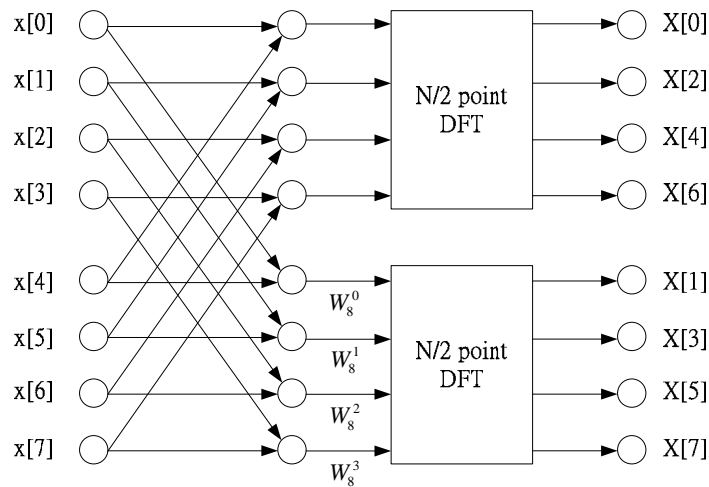 x[0]
x[1]
x[2]
x[3]
x[4]
x[5]
x[6]
x[7]
N/2 point
DFT
W_8^0
W_8^1
W_8^2
W_8^3
N/2 point
DFT
X[0]
X[2]
X[4]
X[6]
X[1]
X[3]
X[5]
X[7]